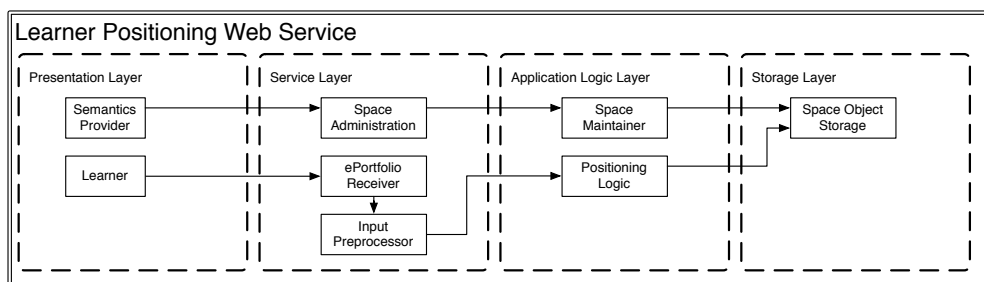 Learner Positioning Web Service
Presentation Layer
Service Layer
Application Logic Layer
Storage Layer
Semantics
Provider
Space
Administration
Space
Maintainer
Space Object
Storage
Learner
ePortfolio
Receiver
Positioning
Logic
Input
Preprocessor